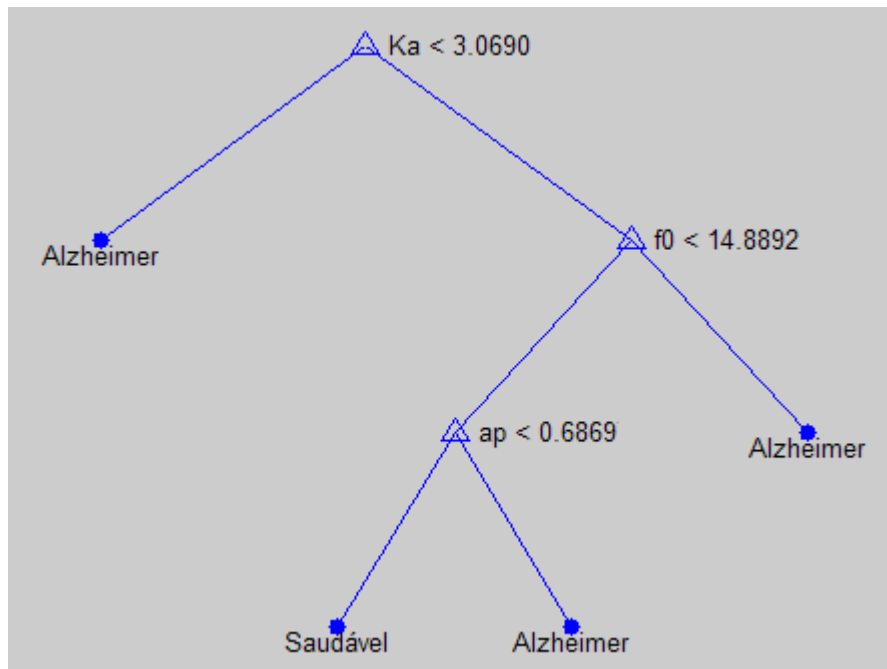 Ka < 3.0690
f0 < 14.8892
Alzheimer
ap < 0.6869
Alzheimer
Saudável
Alzheimer